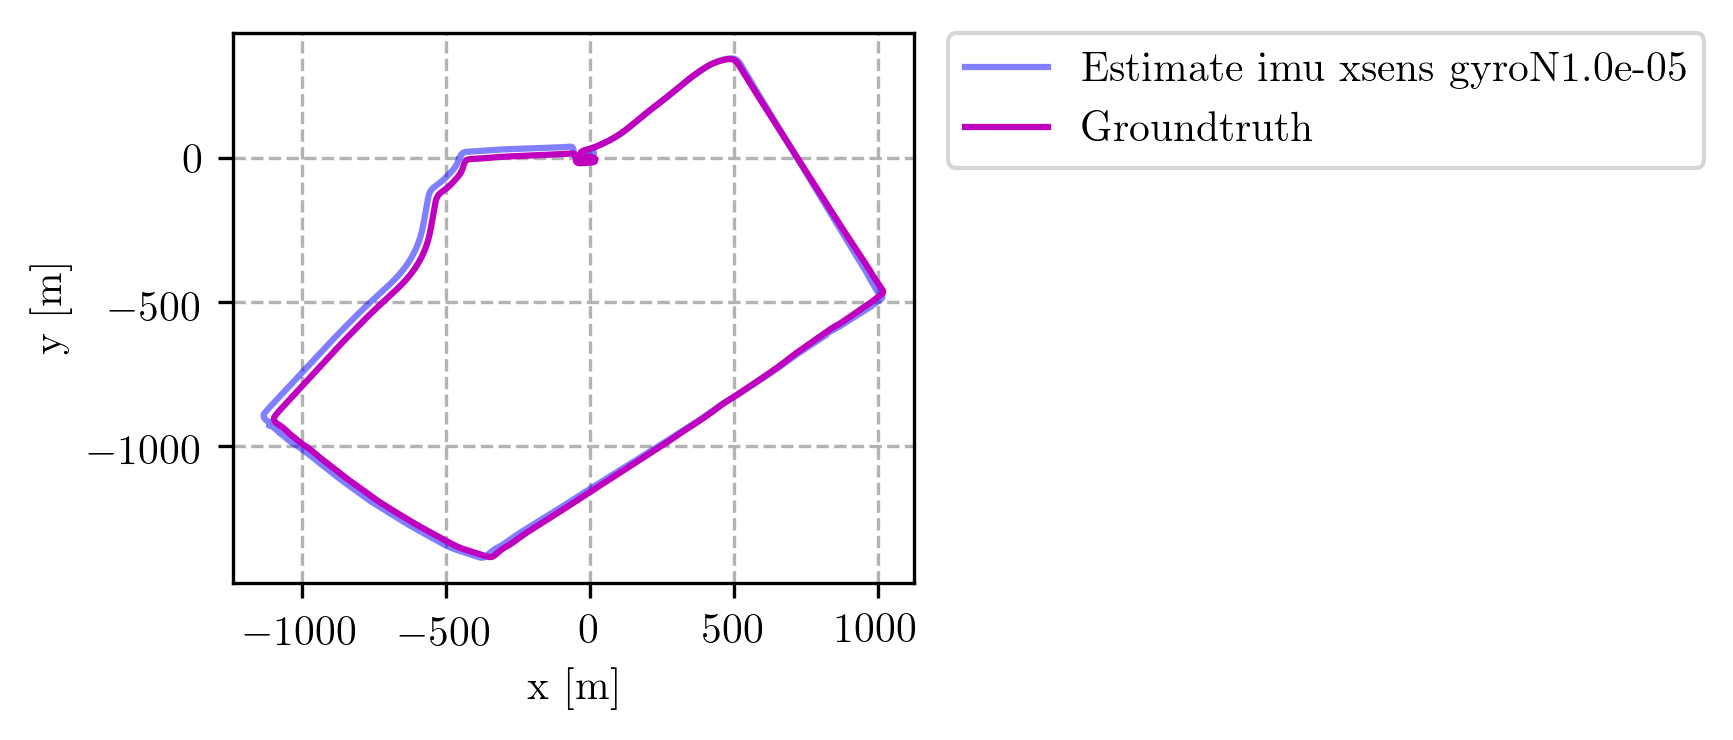 Estimate imu xsens gyroN1.0e-05
Groundtruth
0
−500
−1000
y [m]
−1000 −500 0 500 1000
x [m]